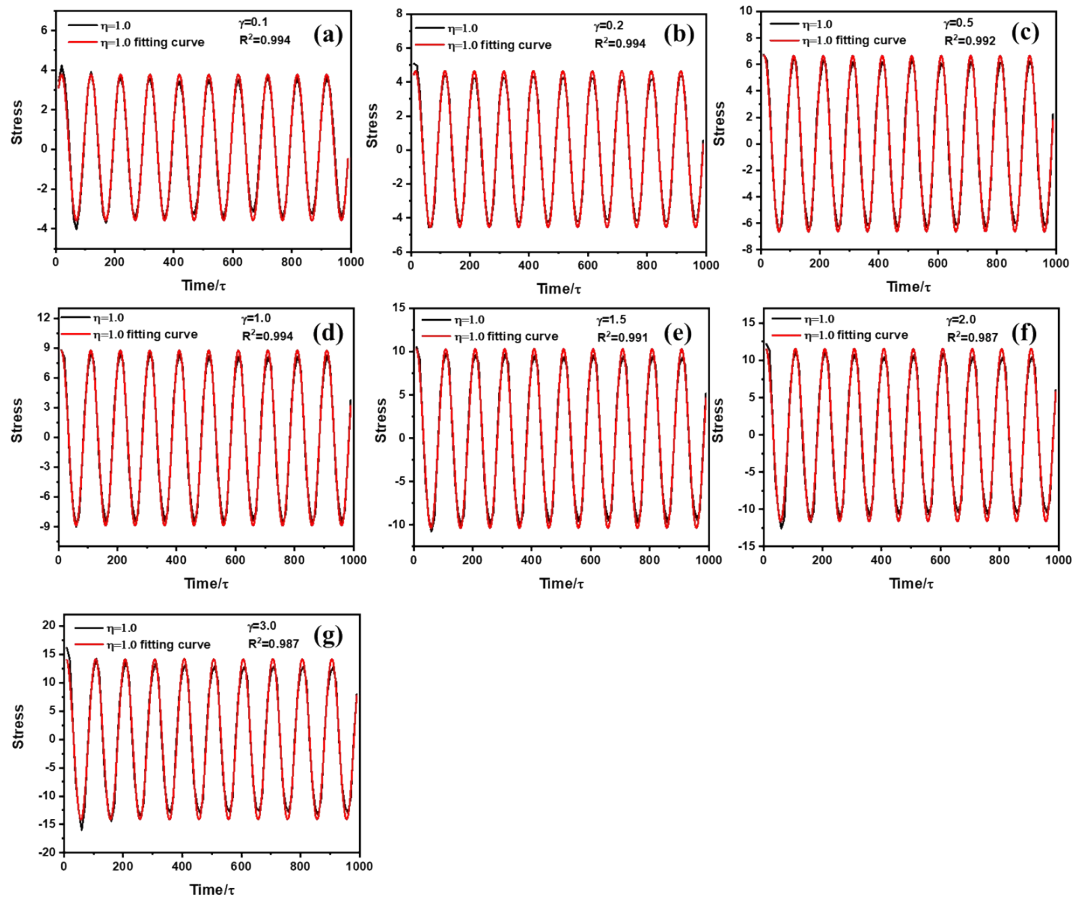 η=1.0 γ=0.1 (a)
η=1.0 fitting curve R²=0.994
6
4
2
0
-2
-4
Stress
0 200 400 600 800 1000
Time/τ
η=1.0 γ=0.2 (b)
η=1.0 fitting curve R²=0.994
8
6
4
2
0
-2
-4
-6
Stress
0 200 400 600 800 1000
Time/τ
η=1.0 γ=0.5 (c)
η=1.0 fitting curve R²=0.992
10
8
6
4
2
0
-2
-4
-6
-8
Stress
0 200 400 600 800 1000
Time/τ
η=1.0 γ=1.0 (d)
η=1.0 fitting curve R²=0.994
12
9
6
3
0
-3
-6
-9
Stress
0 200 400 600 800 1000
Time/τ
η=1.0 γ=1.5 (e)
η=1.0 fitting curve R²=0.991
15
10
5
0
-5
-10
Stress
0 200 400 600 800 1000
Time/τ
η=1.0 γ=2.0 (f)
η=1.0 fitting curve R²=0.987
15
10
5
0
-5
-10
-15
Stress
0 200 400 600 800 1000
Time/τ
η=1.0 γ=3.0 (g)
η=1.0 fitting curve R²=0.987
20
15
10
5
0
-5
-10
-15
-20
Stress
0 200 400 600 800 1000
Time/τ